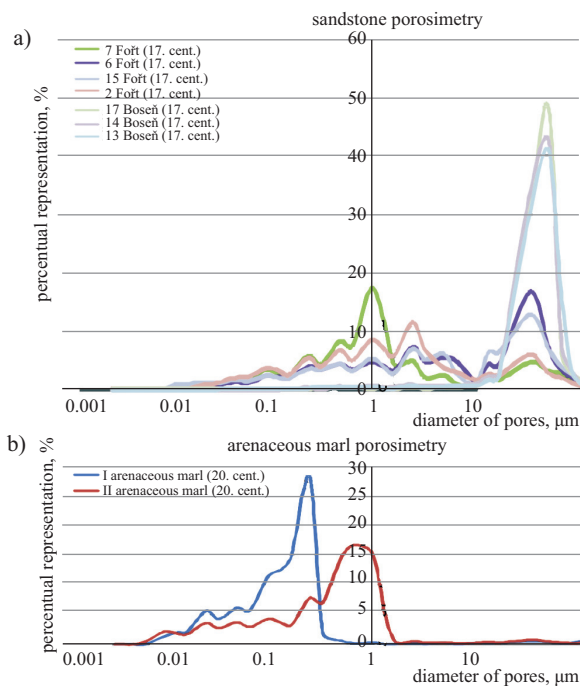 sandstone porosimetry
a)
percentual representation, %
60
50
40
30
20
10
0
7 Fořt (17. cent.)
6 Fořt (17. cent.)
15 Fořt (17. cent.)
2 Fořt (17. cent.)
17 Boseň (17. cent.)
14 Boseň (17. cent.)
13 Boseň (17. cent.)
0.001 0.01 0.1 1 10
diameter of pores, μm
b)
arenaceous marl porosimetry
percentual representation, %
30
25
20
15
10
5
0
I arenaceous marl (20. cent.)
II arenaceous marl (20. cent.)
0.001 0.01 0.1 1 10
diameter of pores, μm